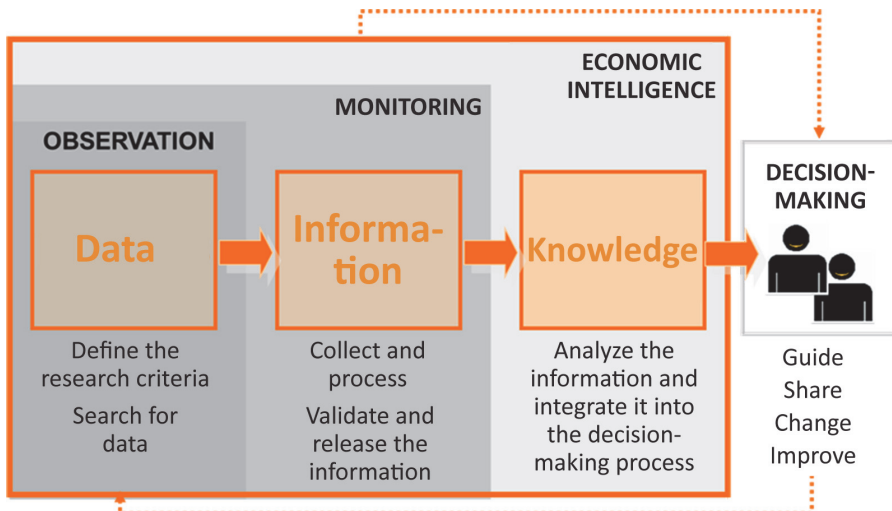 ECONOMIC
INTELLIGENCE
MONITORING
OBSERVATION
Data
Informa-
tion
Knowledge
DECISION-
MAKING
Define the
research criteria
Search for
data
Collect and
process
Validate and
release the
information
Analyze the
information and
integrate it into
the decision-
making process
Guide
Share
Change
Improve